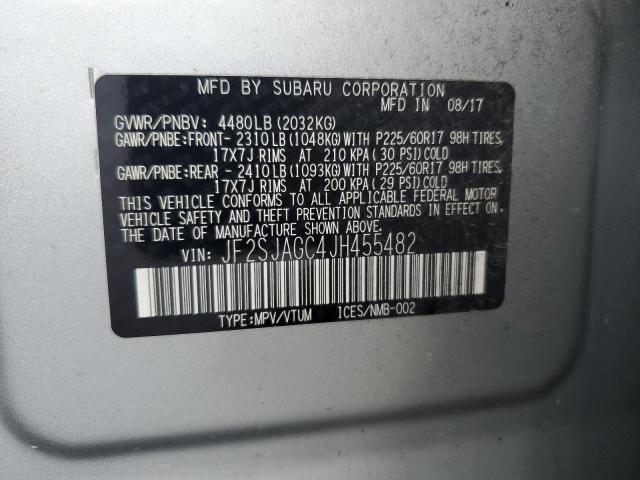 MFD BY SUBARU CORPORATION
MFD IN 08/17
GVWR/PNBV: 4480LB (2032KG)
GAWR/PNBE:FRONT- 2310LB (1048KG)WITH P225/60R17 98H TIRES,
17X7J RIMS AT 210 KPA (30 PSI)COLD
GAWR/PNBE:REAR - 2410LB (1093KG)WITH P225/60R17 98H TIRES,
17X7J RIMS AT 200 KPA (29 PSI)COLD
THIS VEHICLE CONFORMS TO ALL APPLICABLE FEDERAL MOTOR
VEHICLE SAFETY AND THEFT PREVENTION STANDARDS IN EFFECT ON
THE DATE OF MANUFACTURE SHOWN ABOVE.
VIN: JF2SJAGC4JH455482
TYPE:MPV/VTUM ICES/NMB-002